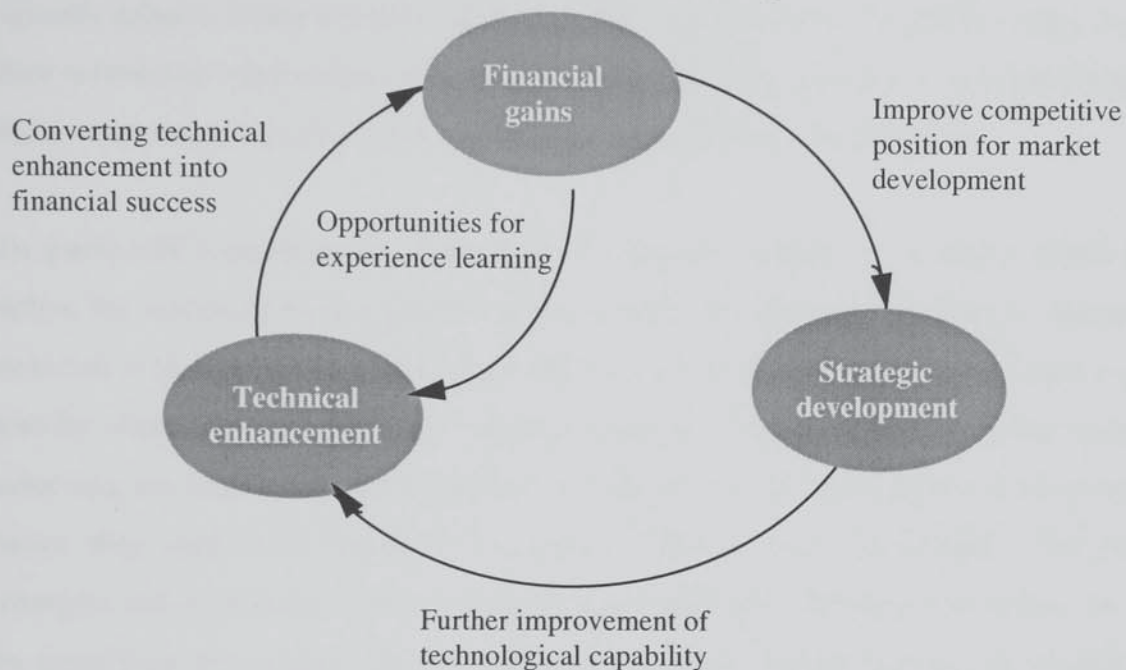 Financial
gains
Converting technical
enhancement into
financial success
Improve competitive
position for market
development
Opportunities for
experience learning
Technical
enhancement
Strategic
development
Further improvement of
technological capability